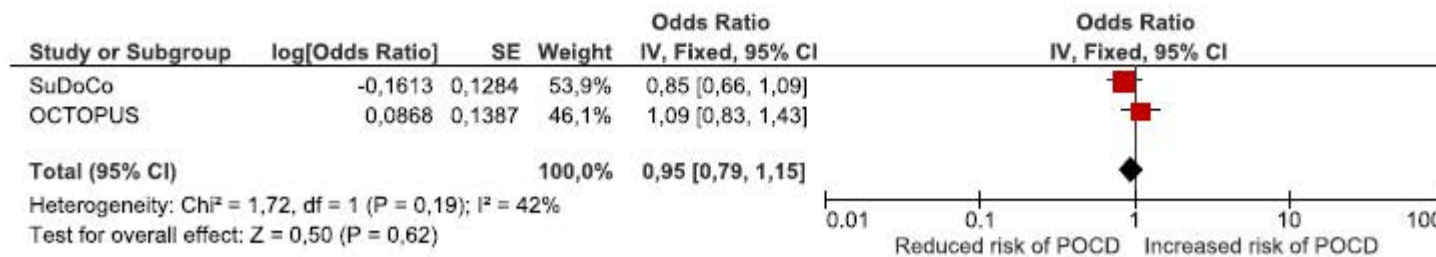 Odds Ratio Odds Ratio
Study or Subgroup log[Odds Ratio] SE Weight IV, Fixed, 95% CI IV, Fixed, 95% CI
SuDoCo -0,1613 0,1284 53,9% 0,85 [0,66, 1,09]
OCTOPUS 0,0868 0,1387 46,1% 1,09 [0,83, 1,43]
Total (95% CI) 100,0% 0,95 [0,79, 1,15]
Heterogeneity: Chi² = 1,72, df = 1 (P = 0,19); I² = 42%
Test for overall effect: Z = 0,50 (P = 0,62)
0.01 0.1 1 10 100
Reduced risk of POCD Increased risk of POCD